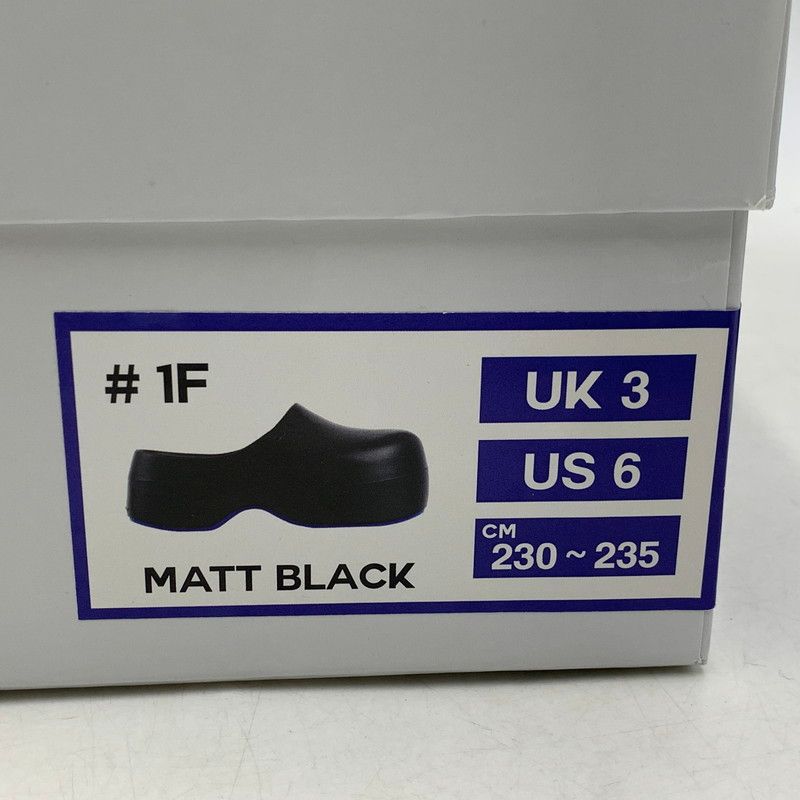 # 1F
MATT BLACK
UK 3
US 6
CM
230 ~ 235